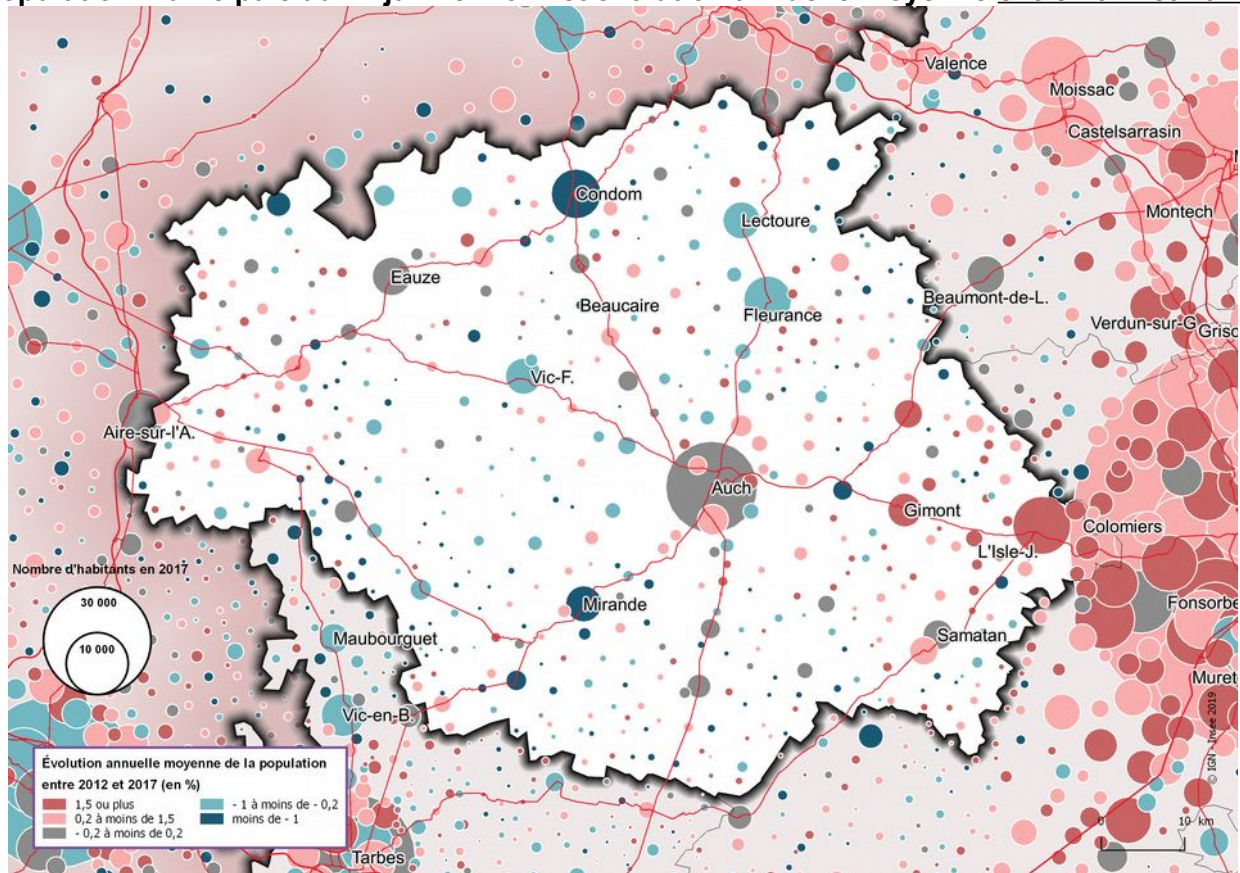 Valence
Moissac
Castelsarrasin
Condom
Lectoure
Montech
Eauze
Beaucaire
Fleurance
Beaumont-de-L.
Verdun-sur-G
Griso
Vic-F.
Aire-sur-l'A.
Auch
Gimont
Colomiers
L'Isle-J.
Nombre d'habitants en 2017
30 000
10 000
Mirande
Fonsorbe
Maubourguet
Samatan
Muret
Vic-en-B.
© IGN - Insee 2019
Évolution annuelle moyenne de la population
entre 2012 et 2017 (en %)
1,5 ou plus
0,2 à moins de 1,5
- 0,2 à moins de 0,2
- 1 à moins de - 0,2
moins de - 1
0 10 km
Tarbes